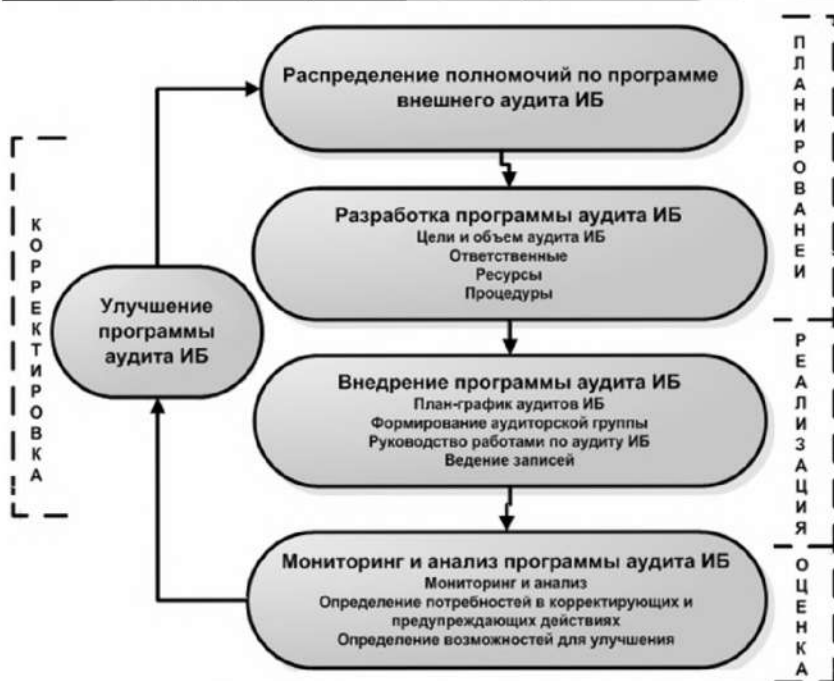 Распределение полномочий по программе
внешнего аудита ИБ
Разработка программы аудита ИБ
Цели и объем аудита ИБ
Ответственные
Ресурсы
Процедуры
Улучшение
программы
аудита ИБ
Внедрение программы аудита ИБ
План-график аудитов ИБ
Формирование аудиторской группы
Руководство работами по аудиту ИБ
Ведение записей
Мониторинг и анализ программы аудита ИБ
Мониторинг и анализ
Определение потребностей в корректирующих и
предупреждающих действиях
Определение возможностей для улучшения
КОРРЕКТИРОВКА
ПЛАНИРОВАНЕИ
РЕАЛИЗАЦИЯ
ОЦЕНКА